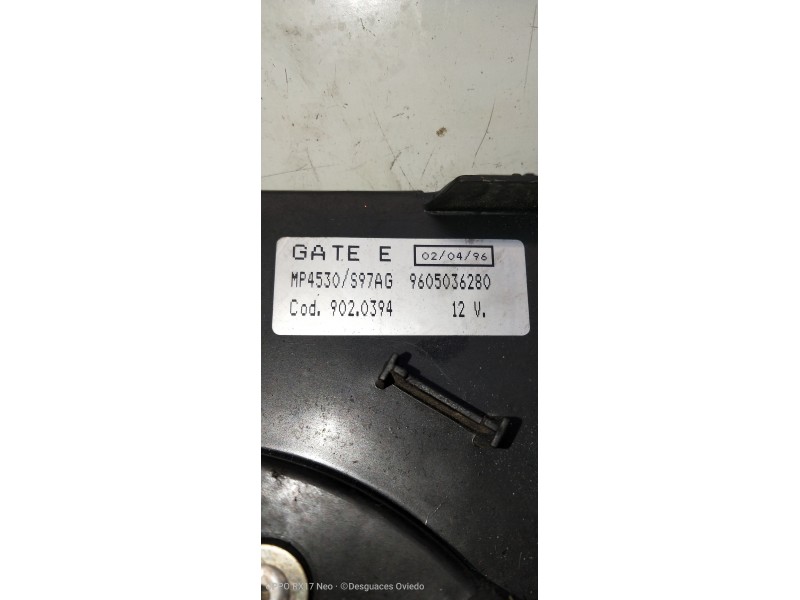 GATE E 02/04/96
MP4530/S97AG 9605036280
Cod. 902.0394 12 V.
OPPO RX17 Neo · ©Desguaces Oviedo